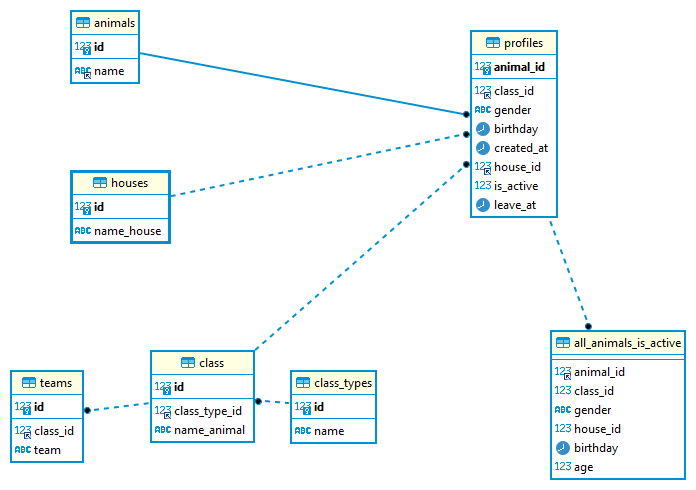 animals
123 id
ABC name
profiles
123 animal_id
123 class_id
ABC gender
birthday
created_at
123 house_id
123 is_active
leave_at
houses
123 id
ABC name_house
all_animals_is_active
123 animal_id
123 class_id
ABC gender
123 house_id
birthday
123 age
class
123 id
123 class_type_id
ABC name_animal
teams
123 id
123 class_id
ABC team
class_types
123 id
ABC name